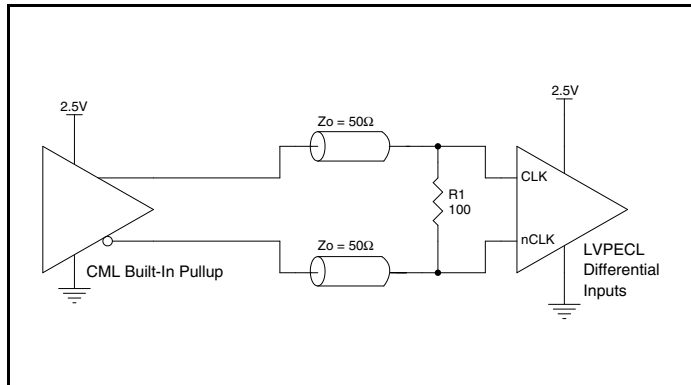 2.5V
2.5V
Zo = 50Ω
CLK
R1
100
nCLK
Zo = 50Ω
CML Built-In Pullup
LVPECL
Differential
Inputs